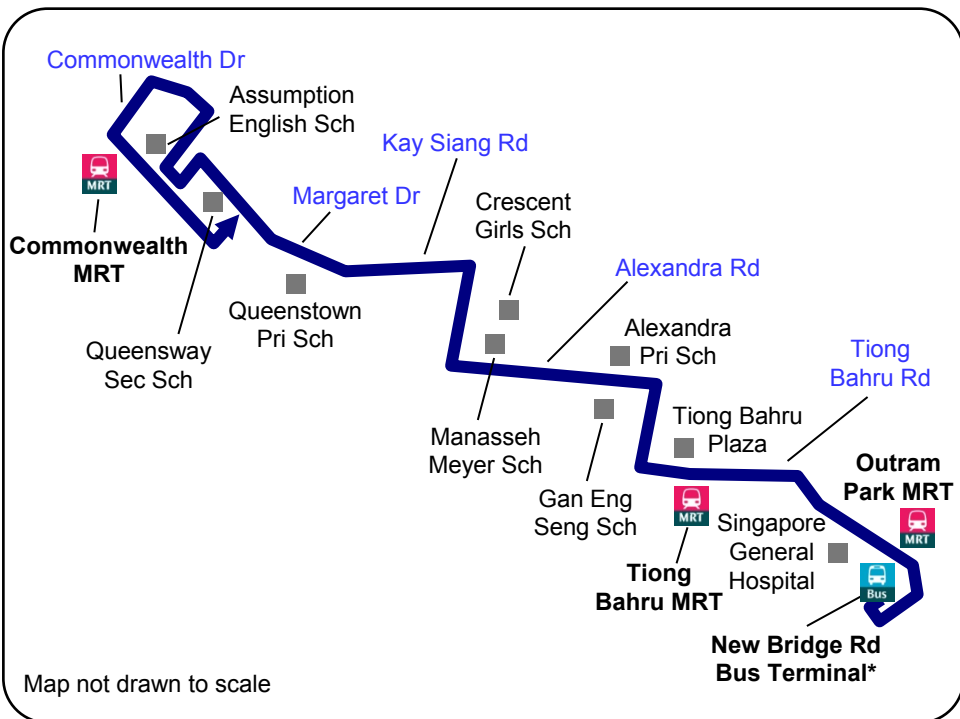 Commonwealth Dr
Assumption
English Sch
Kay Siang Rd
MRT
Margaret Dr
Crescent
Girls Sch
Commonwealth
MRT
Alexandra Rd
Queenstown
Pri Sch
Queensway
Sec Sch
Alexandra
Pri Sch
Tiong
Bahru Rd
Manasseh
Meyer Sch
Tiong Bahru
Plaza
Outram
Park MRT
Gan Eng
Seng Sch
MRT
MRT
Singapore
General
Hospital
Tiong
Bahru MRT
Bus
New Bridge Rd
Bus Terminal*
Map not drawn to scale